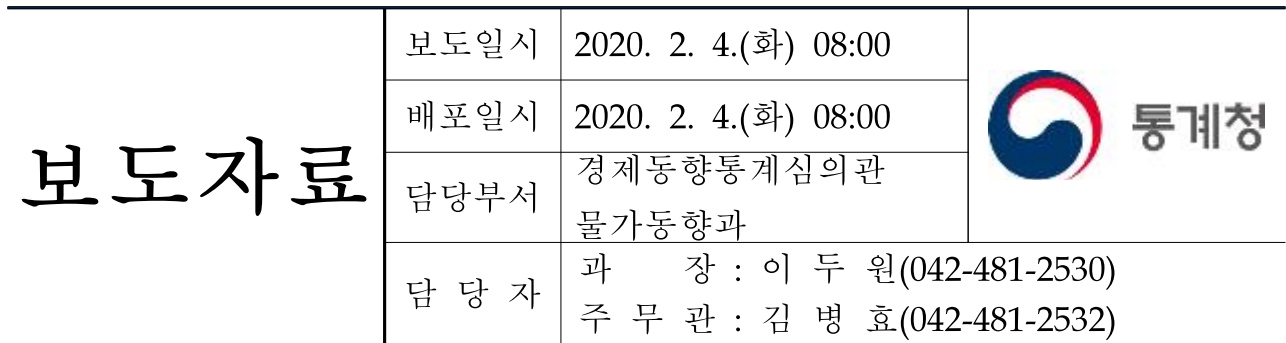 보도자료
보도일시 2020. 2. 4.(화) 08:00
배포일시 2020. 2. 4.(화) 08:00
담당부서 경제동향통계심의관
물가동향과
담 당 자 과 장 : 이 두 원(042-481-2530)
주 무 관 : 김 병 효(042-481-2532)
통계청